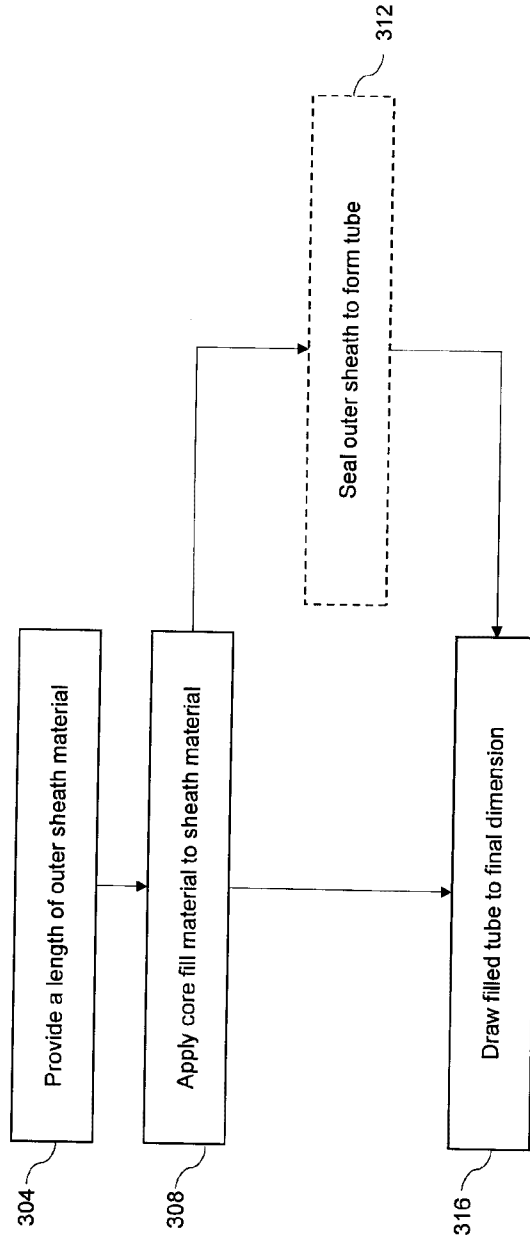 304
Provide a length of outer sheath material
308
Apply core fill material to sheath material
312
Seal outer sheath to form tube
316
Draw filled tube to final dimension